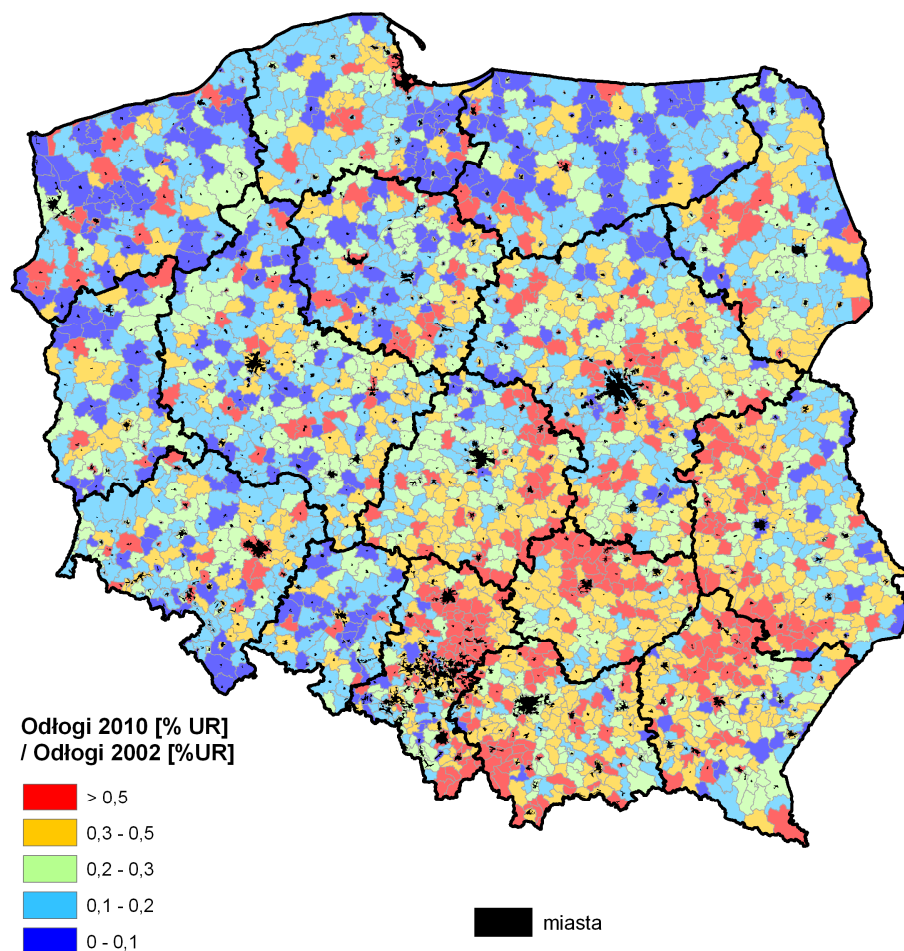 Odłogi 2010 [% UR]
/ Odłogi 2002 [%UR]
> 0,5
0,3 - 0,5
0,2 - 0,3
0,1 - 0,2
0 - 0,1
miasta